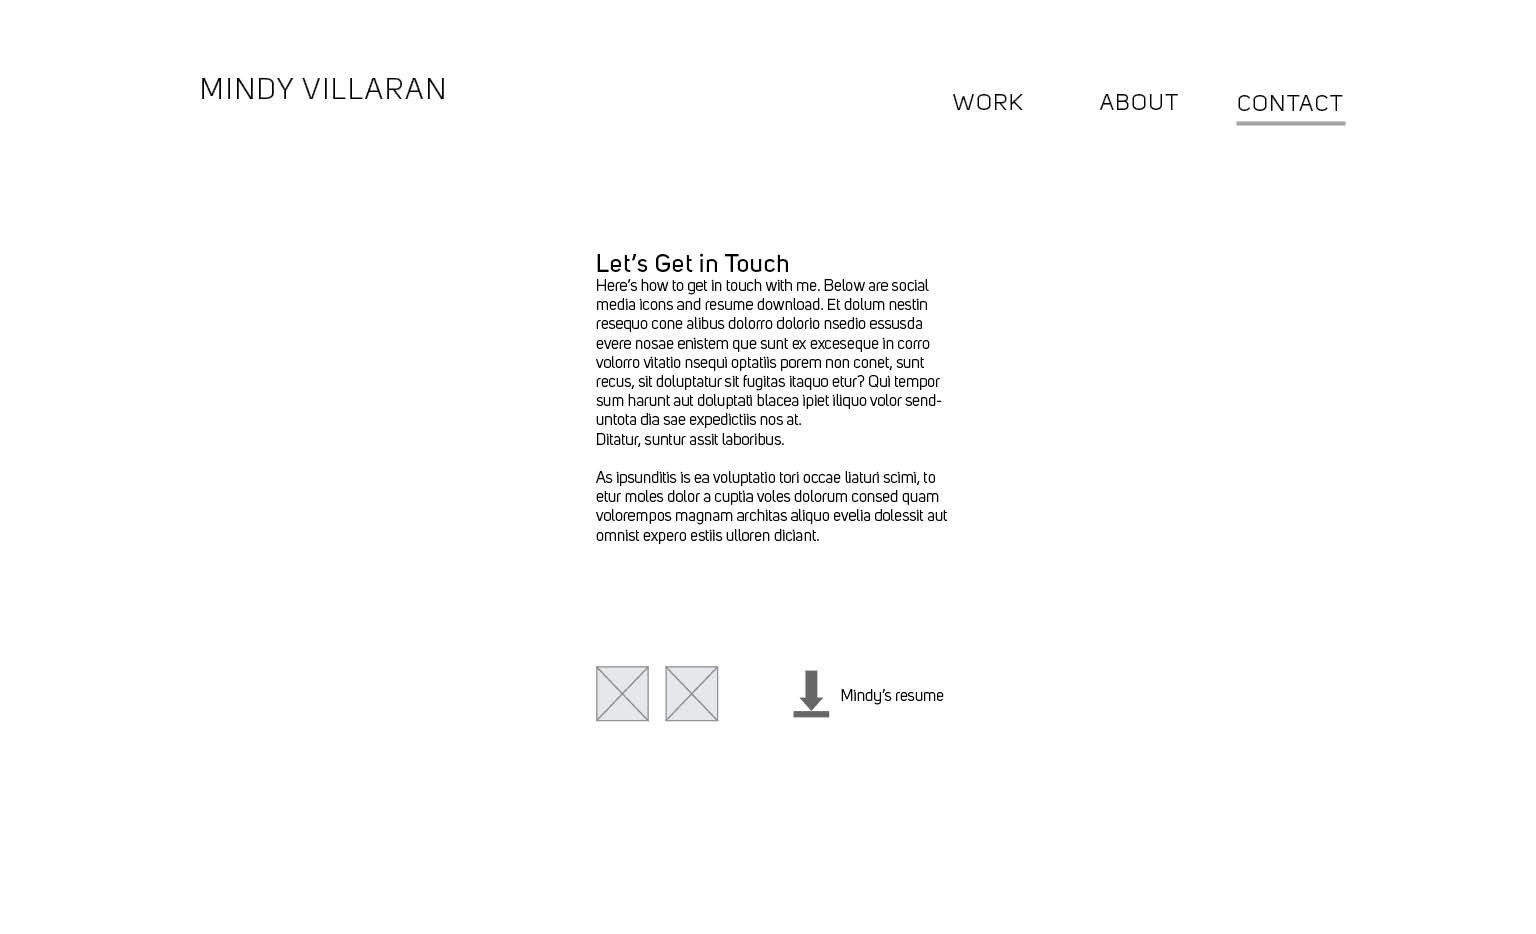 MINDY VILLARAN
WORK
ABOUT
CONTACT
Let's Get in Touch
Here's how to get in touch with me. Below are social
media icons and resume download. Et dolum nestin
resequo cone alibus dolorro dolorio nsedio essusda
evere nosae enistem que sunt ex exceseque in corro
volorro vitatio nsequi optatiis porem non conet, sunt
recus, sit doluptatur sit fugitas itaquo etur? Qui tempor
sum harunt aut doluptati blacea ipiet iliquo volor send-
untota dia sae expedictiis nos at.
Ditatur, suntur assit laboribus.
As ipsunditis is ea voluptatio tori occae liaturi scimi, to
etur moles dolor a cuptia voles dolorum consed quam
volorempos magnam architas aliquo evelia dolessit aut
omnist expero estiis ulloren diciant.
Mindy's resume